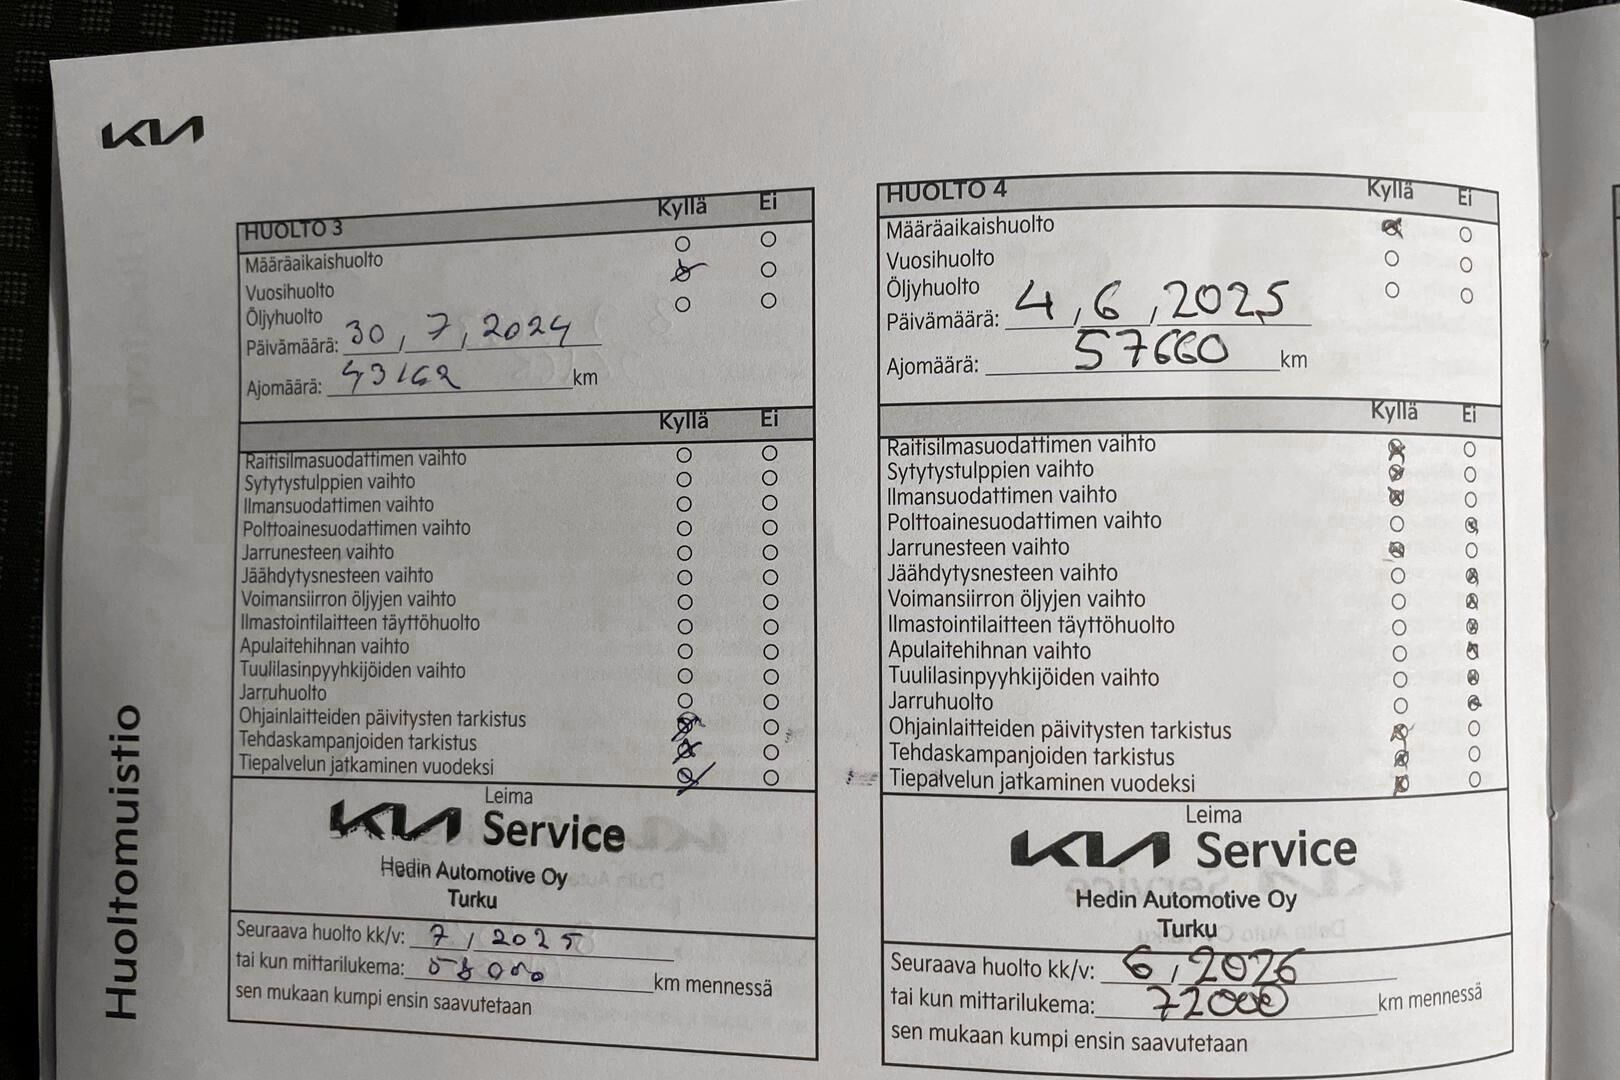 KIA
Huoltomuistio
HUOLTO 3 Kyllä Ei
Määräaikaishuolto
Vuosihuolto
Öljyhuolto
Päivämäärä: 30, 7, 2024
Ajomäärä: 43162 km
Kyllä Ei
Raitisilmasuodattimen vaihto
Sytytystulppien vaihto
Ilmansuodattimen vaihto
Polttoainesuodattimen vaihto
Jarrunesteen vaihto
Jäähdytysnesteen vaihto
Voimansiirron öljyjen vaihto
Ilmastointilaitteen täyttöhuolto
Apulaitehihnan vaihto
Tuulilasinpyyhkijöiden vaihto
Jarruhuolto
Ohjainlaitteiden päivitysten tarkistus
Tehdaskampanjoiden tarkistus
Tiepalvelun jatkaminen vuodeksi
Leima
KIA Service
Hedin Automotive Oy
Turku
Seuraava huolto kk/v: 7 / 2025
tai kun mittarilukema: 58000 km mennessä
sen mukaan kumpi ensin saavutetaan
HUOLTO 4 Kyllä Ei
Määräaikaishuolto
Vuosihuolto
Öljyhuolto
Päivämäärä: 4, 6, 2025
Ajomäärä: 57660 km
Kyllä Ei
Raitisilmasuodattimen vaihto
Sytytystulppien vaihto
Ilmansuodattimen vaihto
Polttoainesuodattimen vaihto
Jarrunesteen vaihto
Jäähdytysnesteen vaihto
Voimansiirron öljyjen vaihto
Ilmastointilaitteen täyttöhuolto
Apulaitehihnan vaihto
Tuulilasinpyyhkijöiden vaihto
Jarruhuolto
Ohjainlaitteiden päivitysten tarkistus
Tehdaskampanjoiden tarkistus
Tiepalvelun jatkaminen vuodeksi
Leima
KIA Service
Hedin Automotive Oy
Turku
Seuraava huolto kk/v: 6 / 2026
tai kun mittarilukema: 72000 km mennessä
sen mukaan kumpi ensin saavutetaan